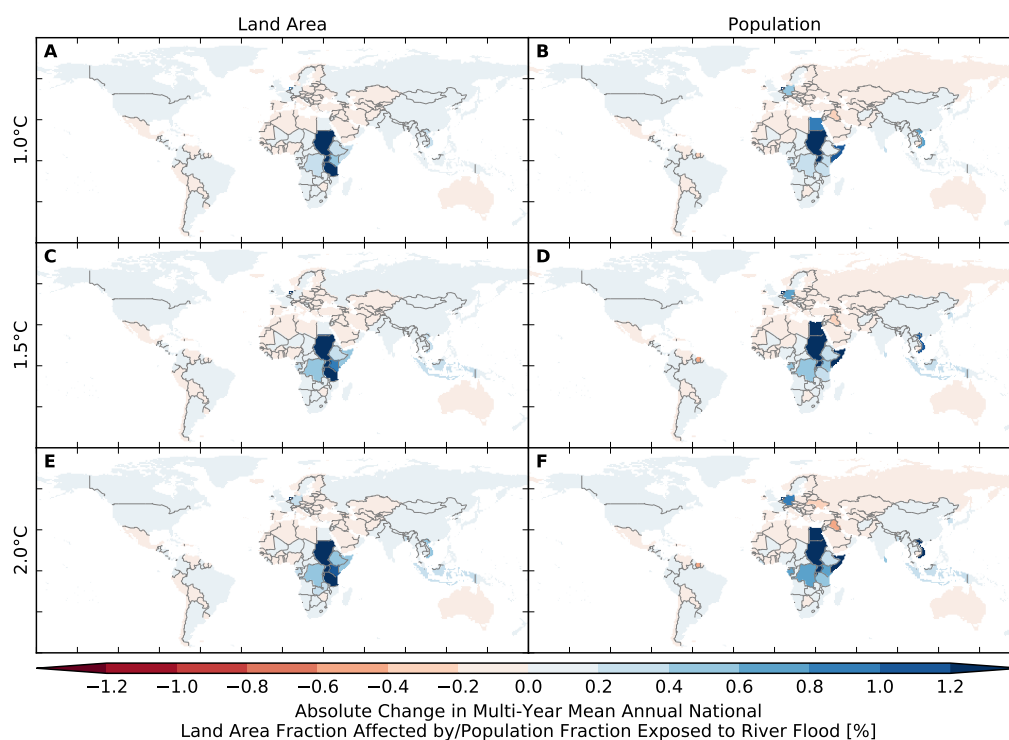 Land Area
Population
A
B
1.0°C
C
D
1.5°C
E
F
2.0°C
−1.2 −1.0 −0.8 −0.6 −0.4 −0.2 0.0 0.2 0.4 0.6 0.8 1.0 1.2
Absolute Change in Multi-Year Mean Annual National
Land Area Fraction Affected by/Population Fraction Exposed to River Flood [%]